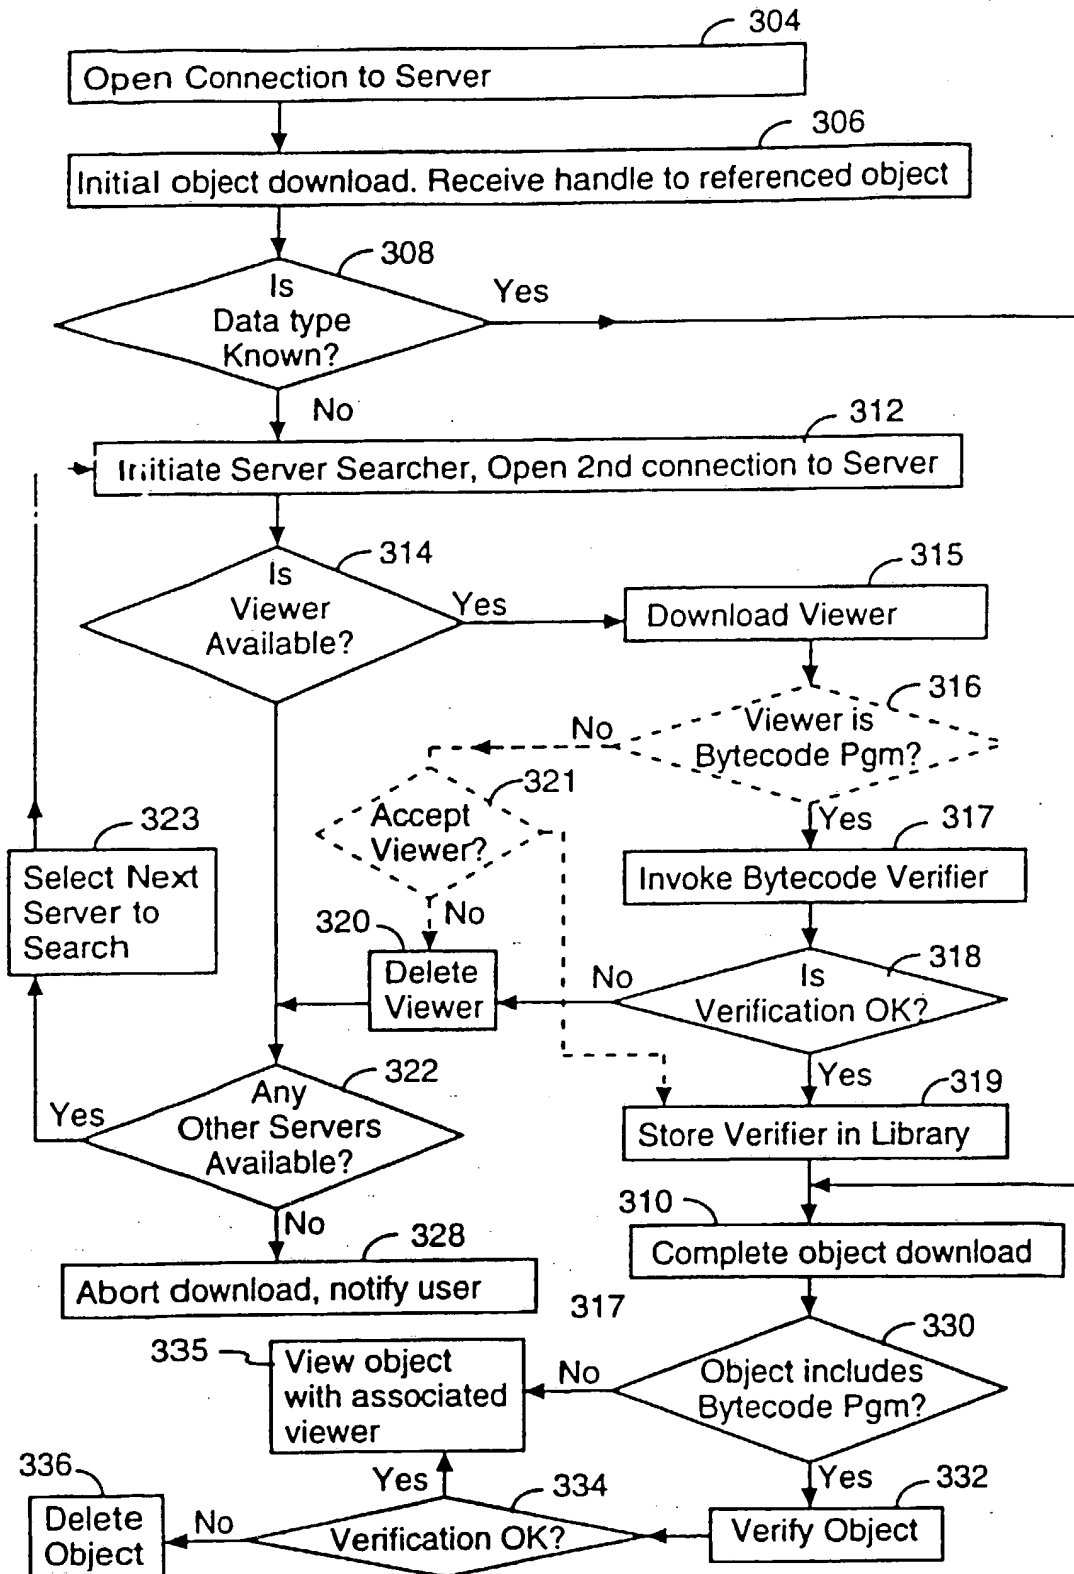 304
Open Connection to Server
306
Initial object download. Receive handle to referenced object
308
Is
Data type
Known?
Yes
No
312
Initiate Server Searcher, Open 2nd connection to Server
314
Is
Viewer
Available?
Yes
315
Download Viewer
316
Viewer is
Bytecode Pgm?
No
Yes
321
Accept
Viewer?
No
323
Select Next
Server to
Search
317
Invoke Bytecode Verifier
320
Delete
Viewer
318
Is
Verification OK?
No
Yes
322
Any
Other Servers
Available?
Yes
No
319
Store Verifier in Library
310
Complete object download
328
Abort download, notify user
317
330
Object includes
Bytecode Pgm?
No
Yes
335
View object
with associated
viewer
332
Verify Object
334
Verification OK?
Yes
No
336
Delete
Object